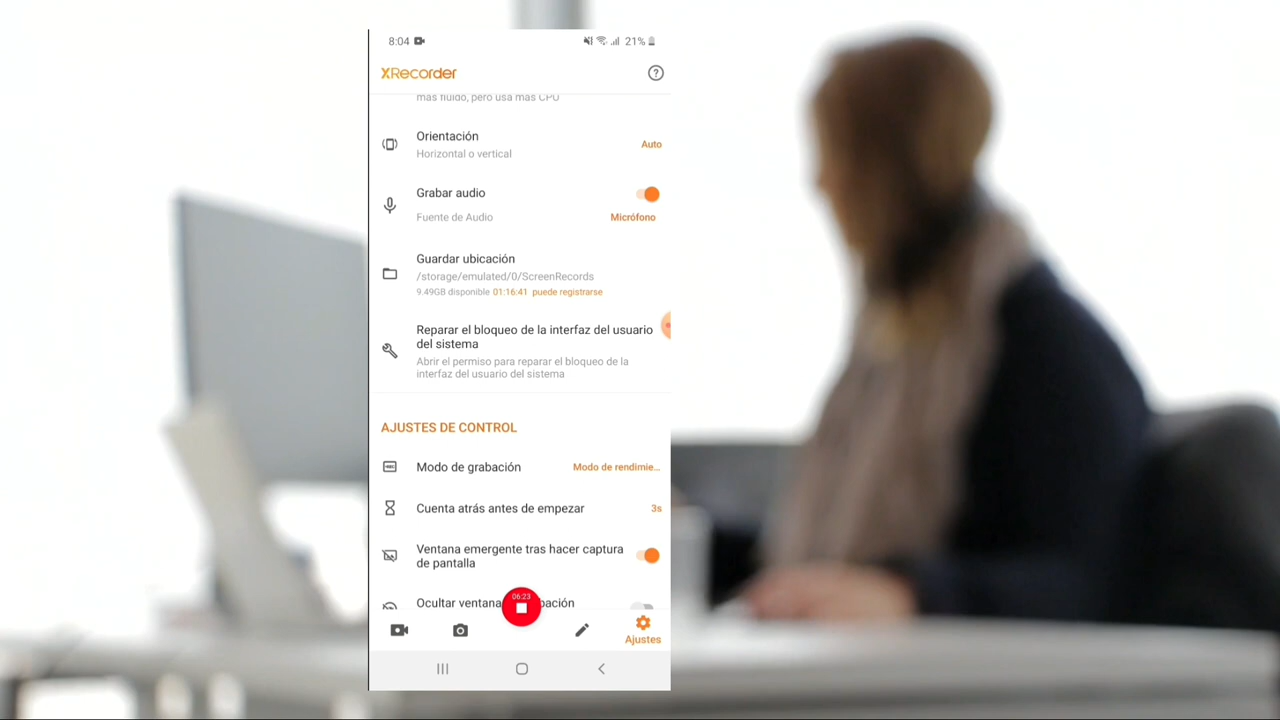 8:04
21%
XRecorder
más fluido, pero usa más CPU
Orientación
Auto
Horizontal o vertical
Grabar audio
Fuente de Audio
Micrófono
Guardar ubicación
/storage/emulated/0/ScreenRecords
9.49GB disponible 01:16:41 puede registrarse
Reparar el bloqueo de la interfaz del usuario
del sistema
Abrir el permiso para reparar el bloqueo de la
interfaz del usuario del sistema
AJUSTES DE CONTROL
Modo de grabación
Modo de rendimie...
Cuenta atrás antes de empezar
3s
Ventana emergente tras hacer captura
de pantalla
Ocultar ventana
06:23
Ajustes